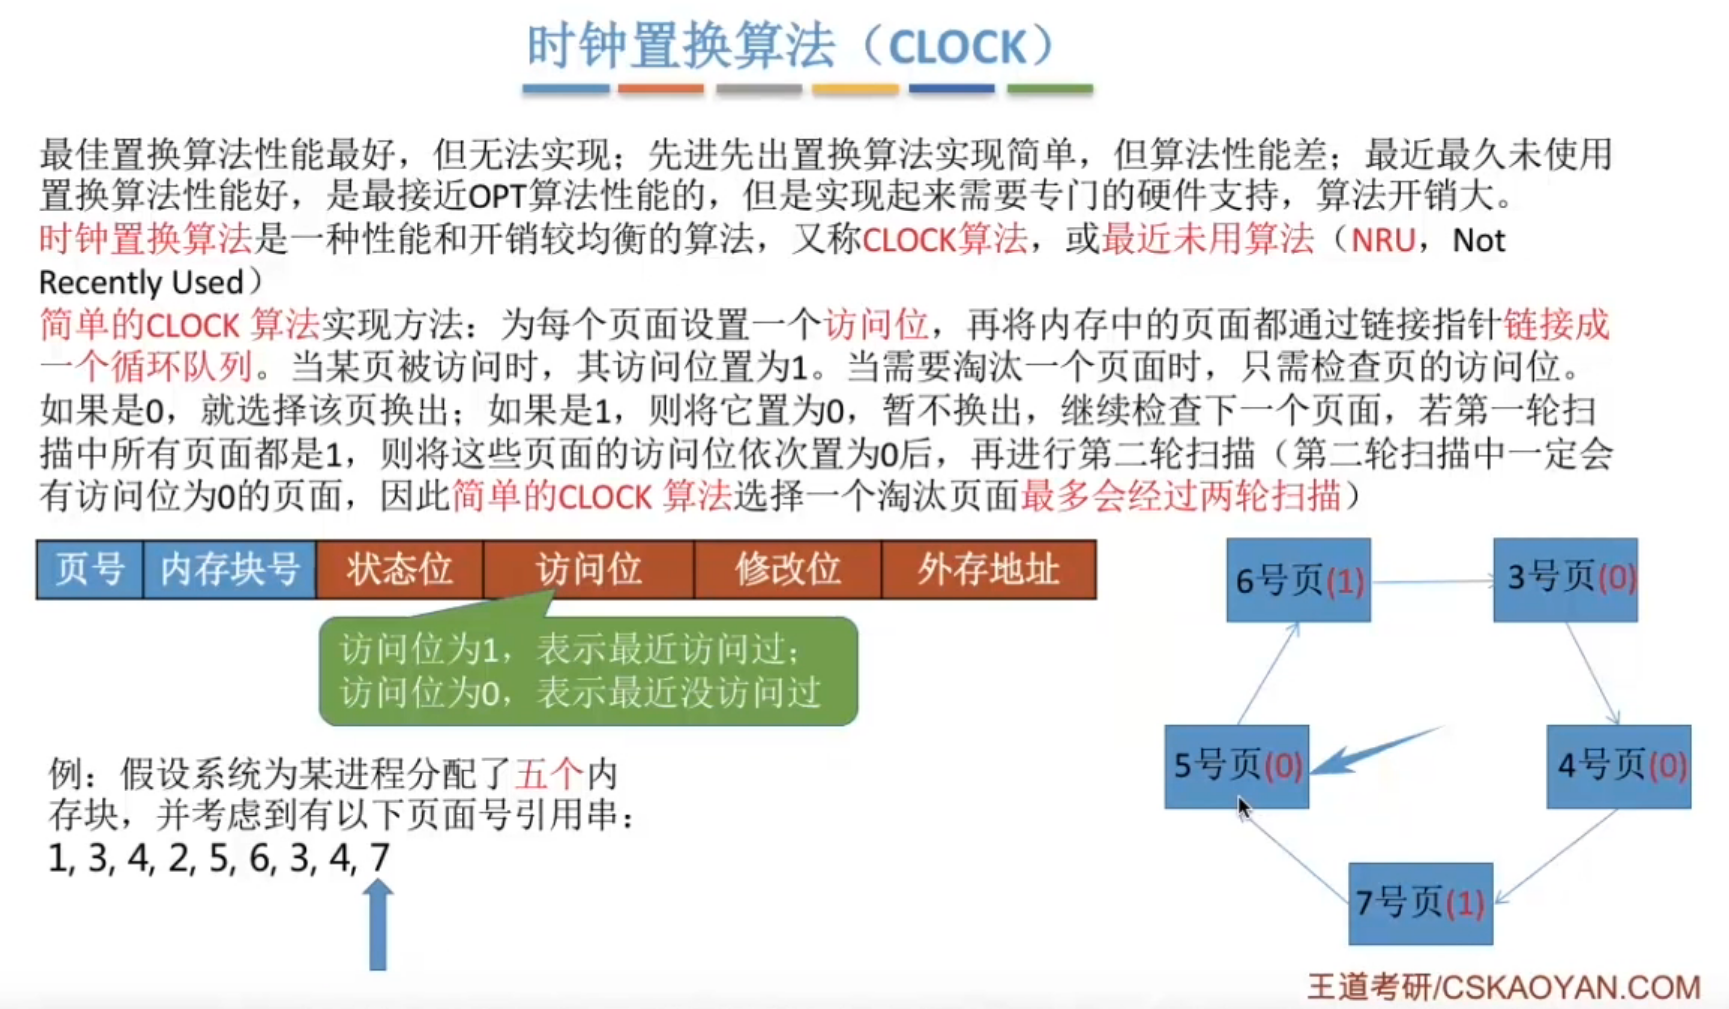 时钟置换算法（CLOCK）
最佳置换算法性能最好，但无法实现；先进先出置换算法实现简单，但算法性能差；最近最久未使用
置换算法性能好，是最接近OPT算法性能的，但是实现起来需要专门的硬件支持，算法开销大。
时钟置换算法是一种性能和开销较均衡的算法，又称CLOCK算法，或最近未用算法（NRU，Not
Recently Used）
简单的CLOCK 算法实现方法：为每个页面设置一个访问位，再将内存中的页面都通过链接指针链接成
一个循环队列。当某页被访问时，其访问位置为1。当需要淘汰一个页面时，只需检查页的访问位。
如果是0，就选择该页换出；如果是1，则将它置为0，暂不换出，继续检查下一个页面，若第一轮扫
描中所有页面都是1，则将这些页面的访问位依次置为0后，再进行第二轮扫描（第二轮扫描中一定会
有访问位为0的页面，因此简单的CLOCK 算法选择一个淘汰页面最多会经过两轮扫描）
页号 内存块号 状态位 访问位 修改位 外存地址
访问位为1，表示最近访问过；
访问位为0，表示最近没访问过
例：假设系统为某进程分配了五个内
存块，并考虑到有以下页面号引用串：
1, 3, 4, 2, 5, 6, 3, 4, 7
6号页(1)
3号页(0)
5号页(0)
4号页(0)
7号页(1)
王道考研/CSKAOYAN.COM